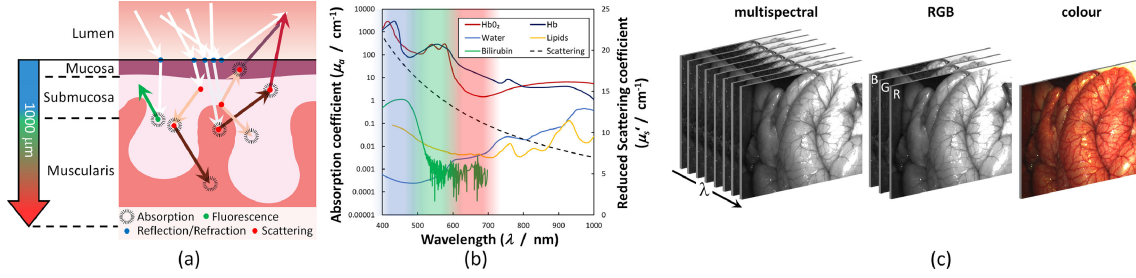 Lumen
Mucosa
Submucosa
Muscularis
1000 µm
Absorption
Fluorescence
Reflection/Refraction
Scattering
(a)
Absorption coefficient (μa / cm⁻¹)
10000
1000
100
10
1
0.1
0.01
0.001
0.0001
0.00001
HbO₂
Hb
Water
Lipids
Bilirubin
Scattering
25
20
15
10
5
0
Reduced Scattering coefficient
(μs‘ / cm⁻¹)
400 500 600 700 800 900 1000
Wavelength (λ / nm)
(b)
multispectral
RGB
colour
λ
B
G
R
(c)